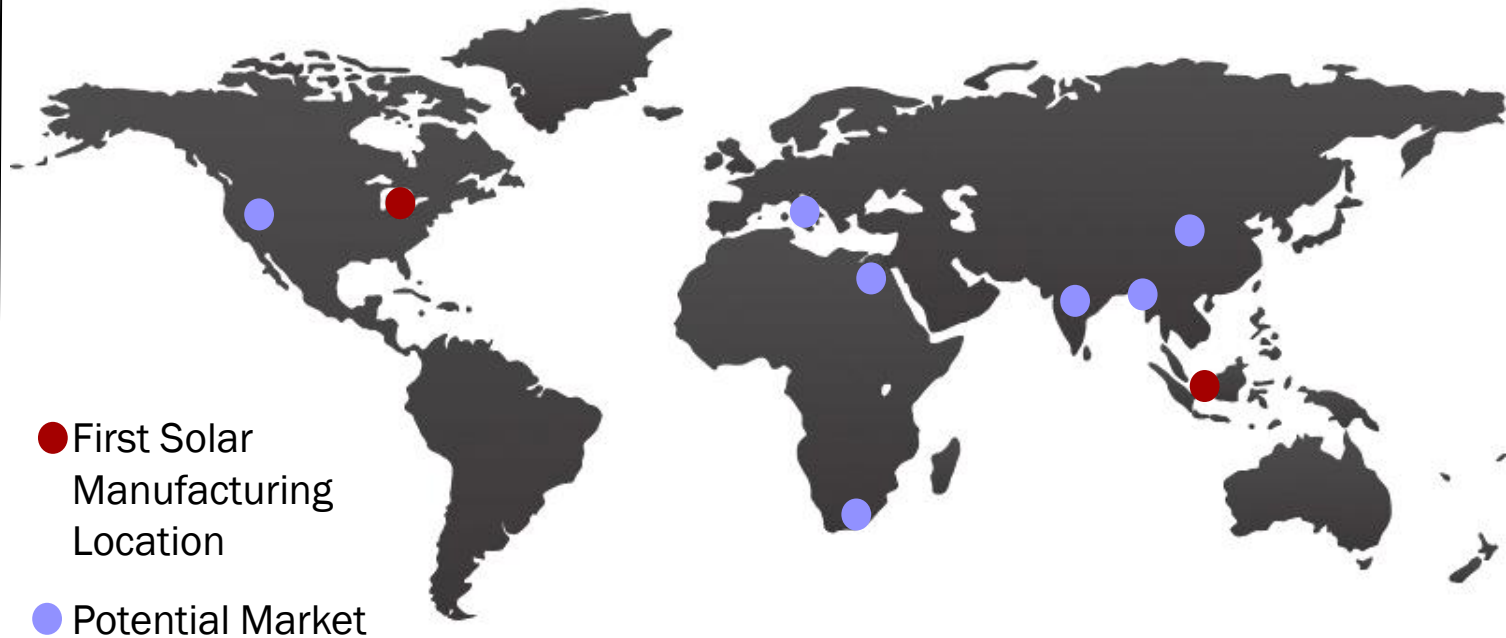 First Solar
Manufacturing
Location
Potential Market